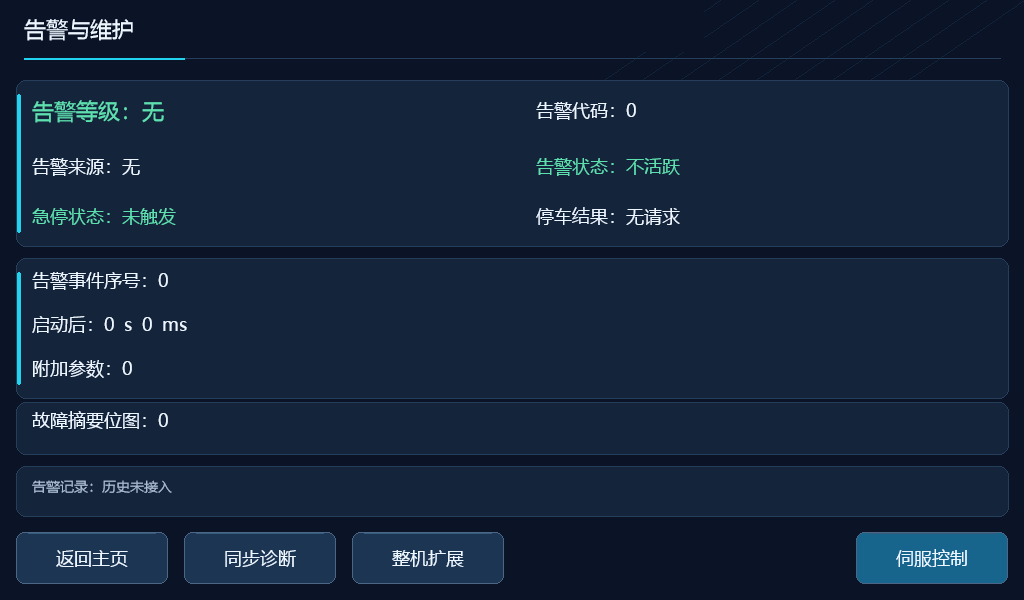 告警与维护
告警等级：无
告警代码：0
告警来源：无
告警状态：不活跃
急停状态：未触发
停车结果：无请求
告警事件序号：0
启动后：0 s 0 ms
附加参数：0
故障摘要位图：0
告警记录：历史未接入
返回主页
同步诊断
整机扩展
伺服控制